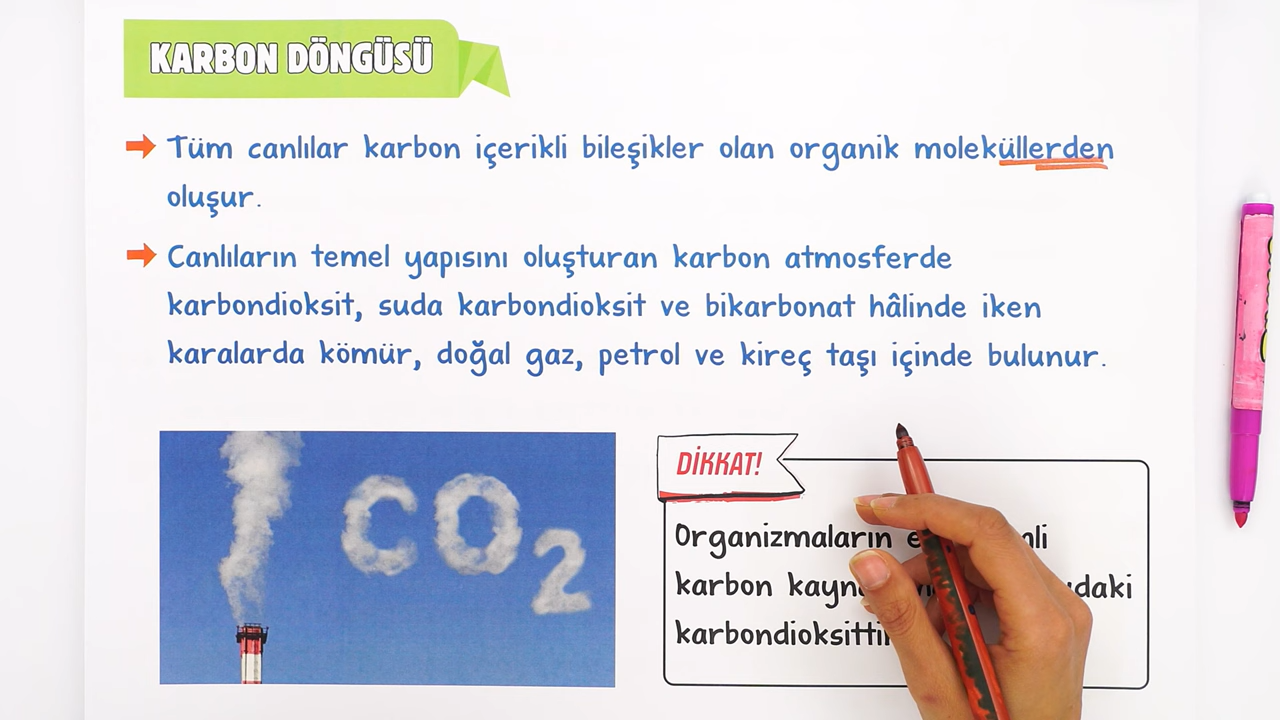 KARBON DÖNGÜSÜ
Tüm canlılar karbon içerikli bileşikler olan organik moleküllerden
oluşur.
Canlıların temel yapısını oluşturan karbon atmosferde
karbondioksit, suda karbondioksit ve bikarbonat hâlinde iken
karalarda kömür, doğal gaz, petrol ve kireç taşı içinde bulunur.
CO2
DİKKAT!
Organizmaların
karbon